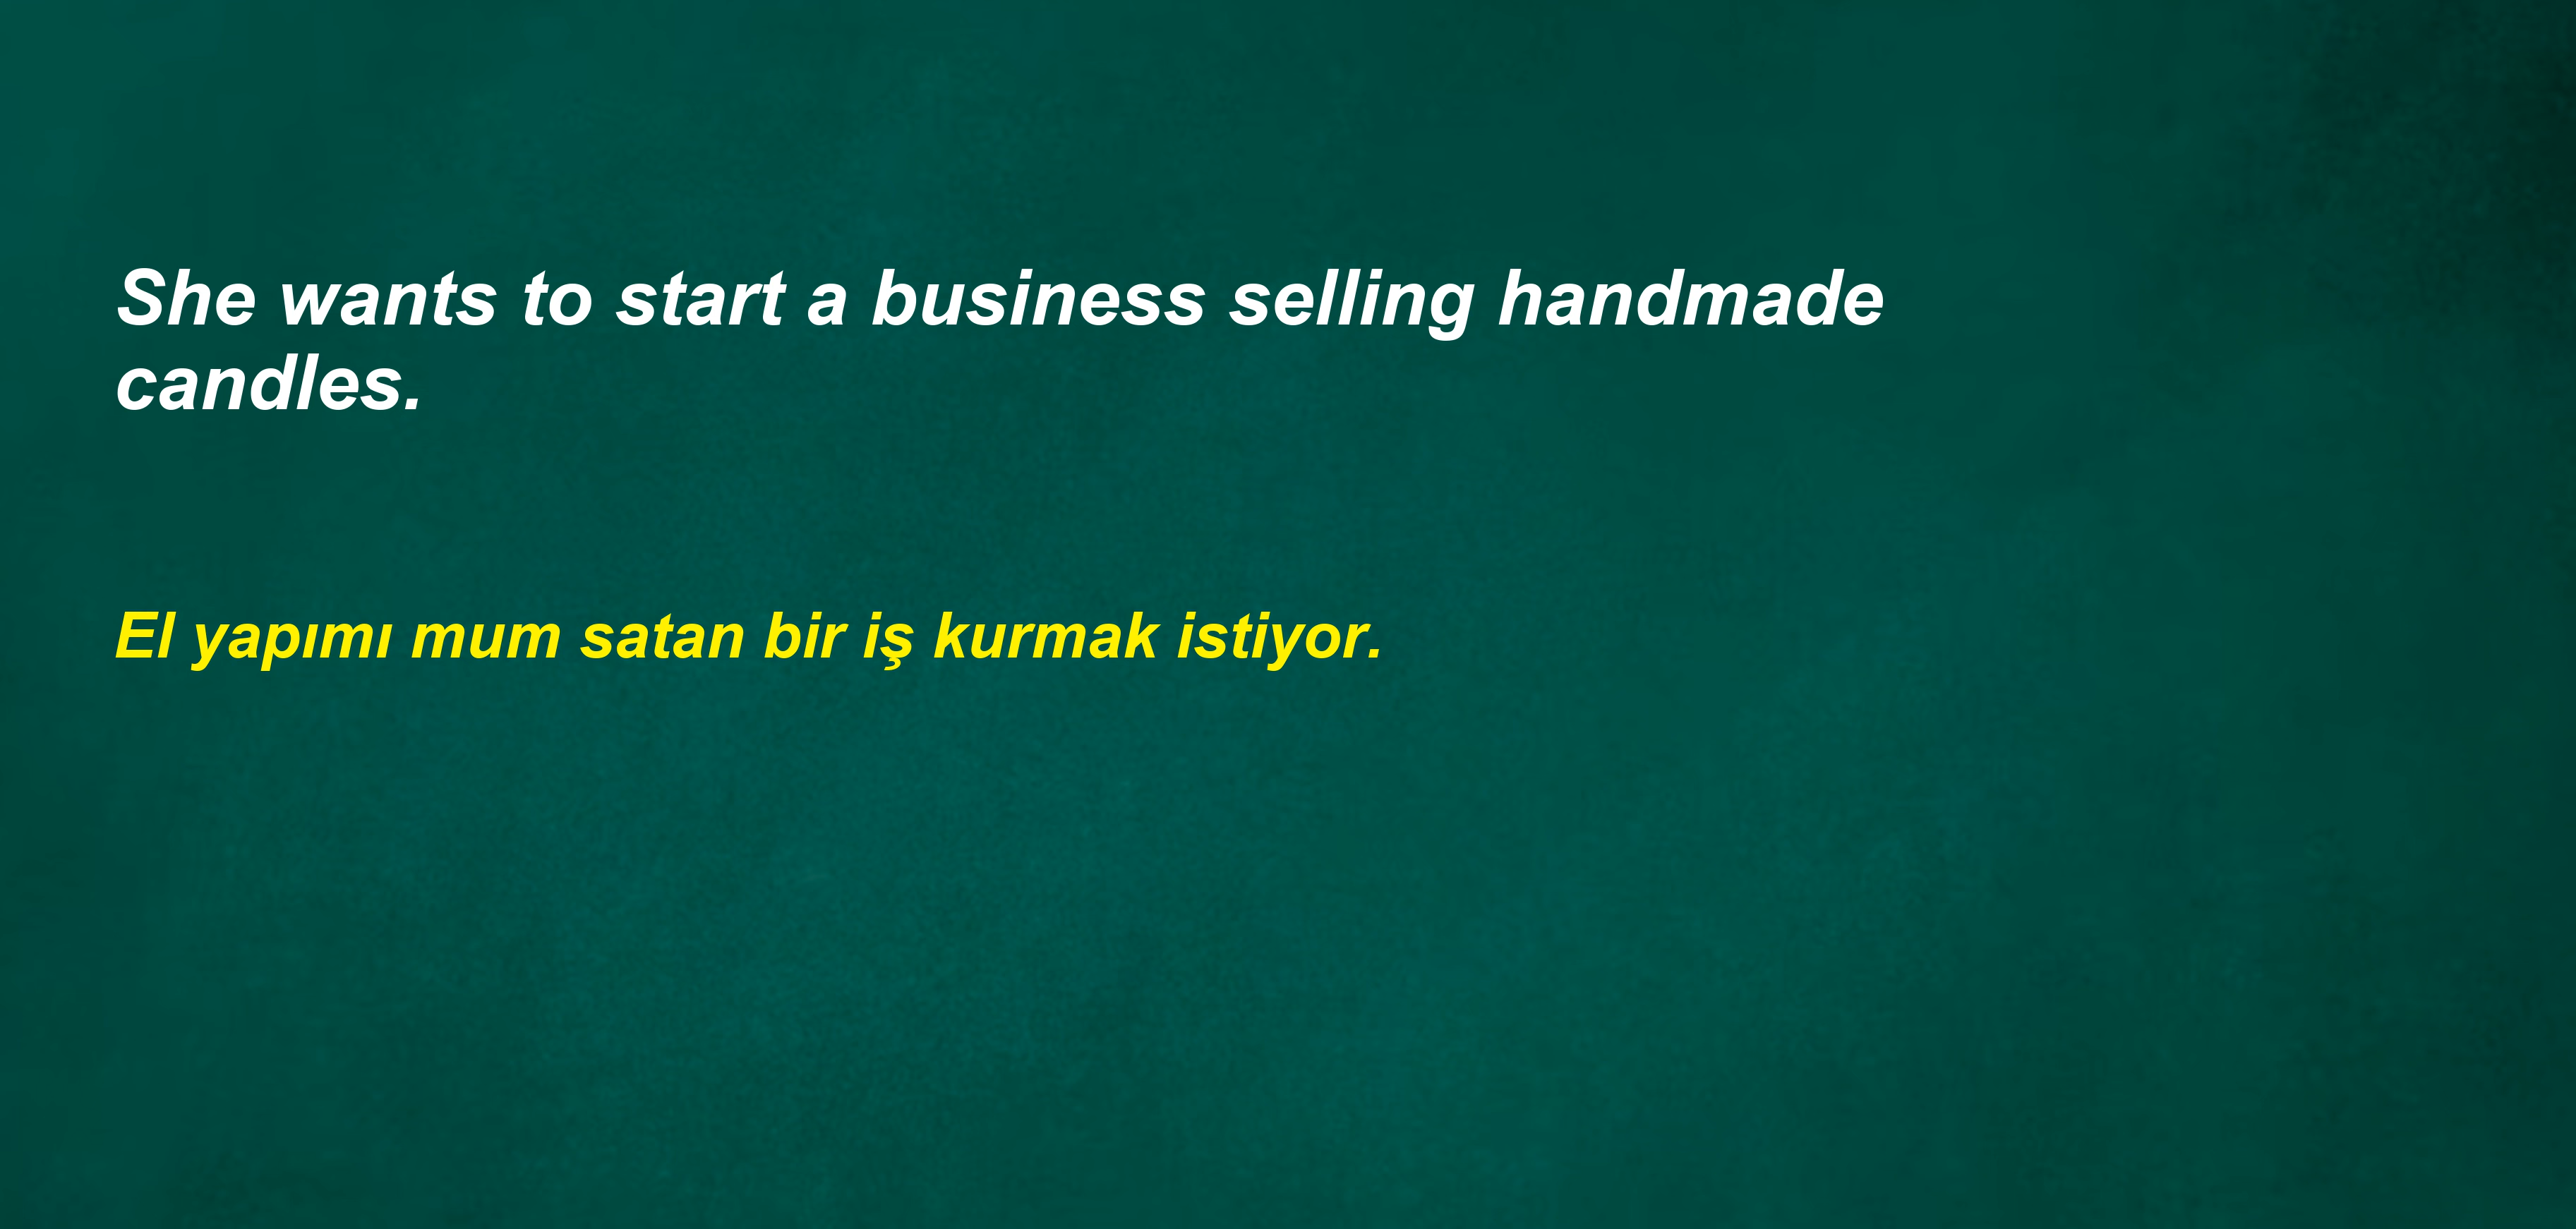 She wants to start a business selling handmade
candles.
El yapımı mum satan bir iş kurmak istiyor.